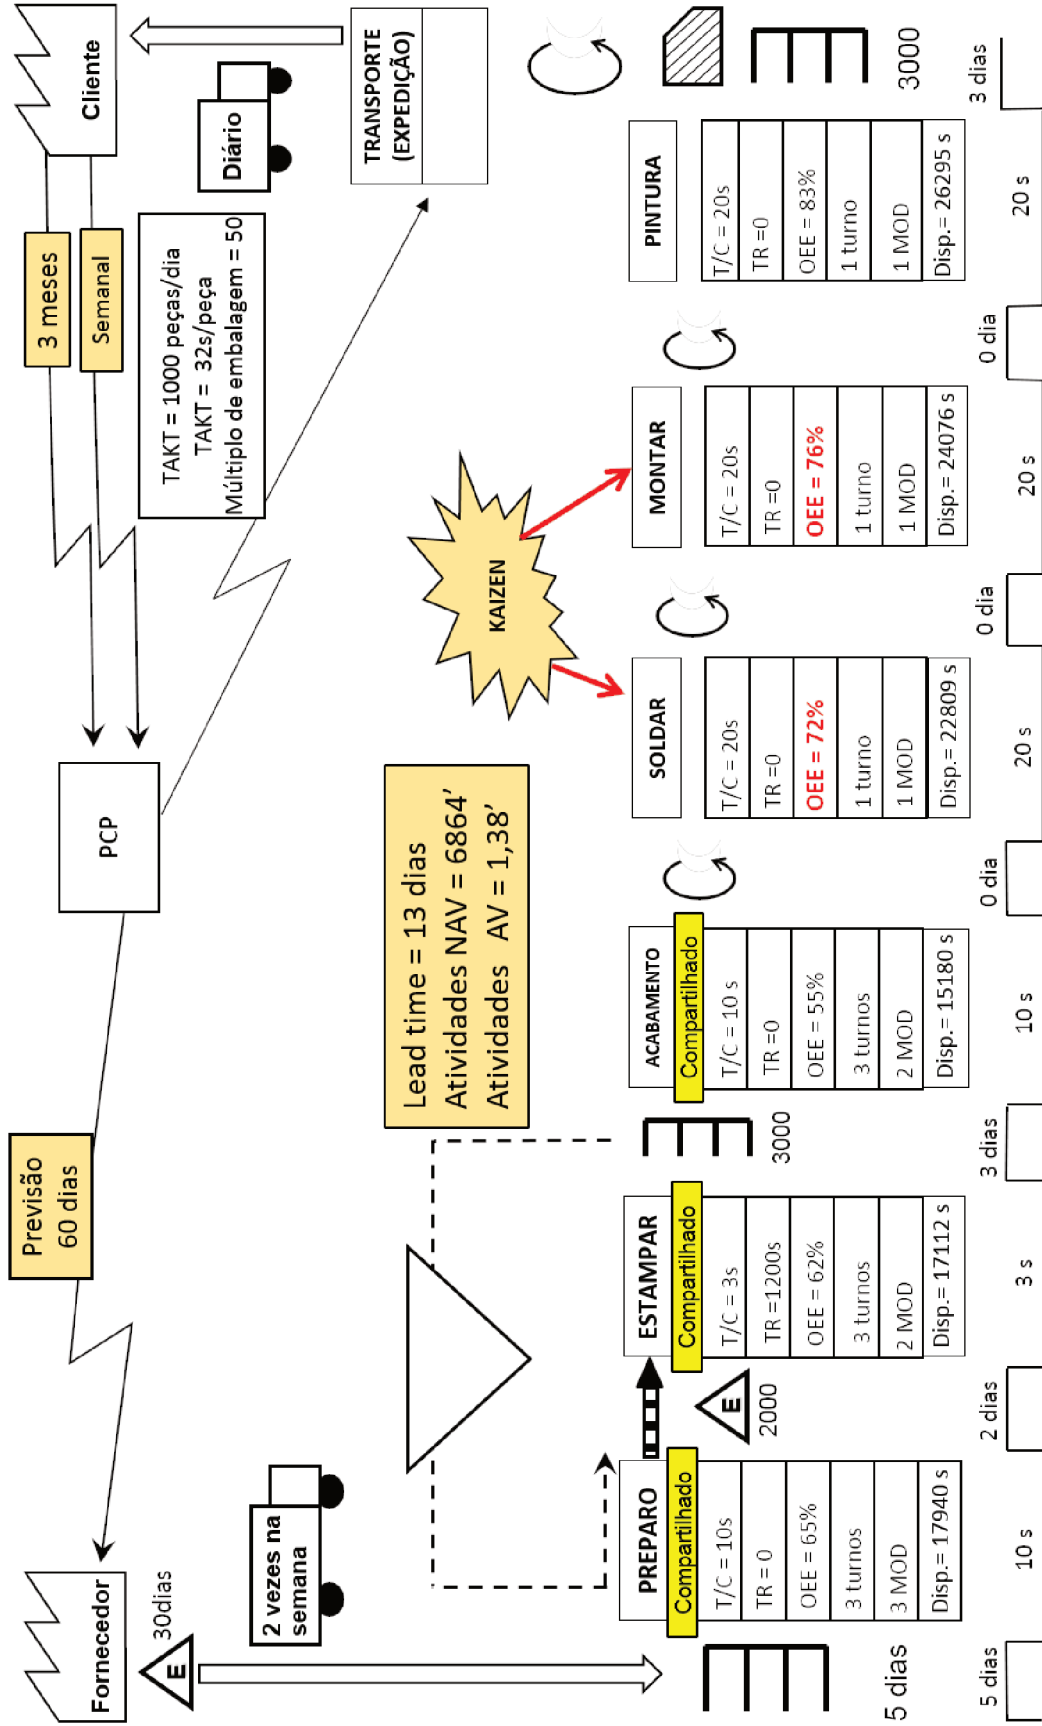 Fornecedor
E
30dias
Previsão
60 dias
PCP
3 meses
Semanal
Cliente
TAKT = 1000 peças/dia
TAKT = 32s/peça
Múltiplo de embalagem = 50
2 vezes na
semana
Diário
TRANSPORTE
(EXPEDIÇÃO)
Lead time = 13 dias
Atividades NAV = 6864’
Atividades AV = 1,38’
KAIZEN
5 dias
PREPARO
Compartilhado
T/C = 10s
TR = 0
OEE = 65%
3 turnos
3 MOD
Disp.= 17940 s
E
2000
ESTAMPAR
Compartilhado
T/C = 3s
TR =1200s
OEE = 62%
3 turnos
2 MOD
Disp.= 17112 s
3000
ACABAMENTO
Compartilhado
T/C = 10 s
TR =0
OEE = 55%
3 turnos
2 MOD
Disp.= 15180 s
SOLDAR
T/C = 20s
TR =0
OEE = 72%
1 turno
1 MOD
Disp.= 22809 s
MONTAR
T/C = 20s
TR =0
OEE = 76%
1 turno
1 MOD
Disp.= 24076 s
PINTURA
T/C = 20s
TR =0
OEE = 83%
1 turno
1 MOD
Disp.= 26295 s
3000
5 dias
10 s
2 dias
3 s
3 dias
10 s
0 dia
20 s
0 dia
20 s
0 dia
20 s
3 dias